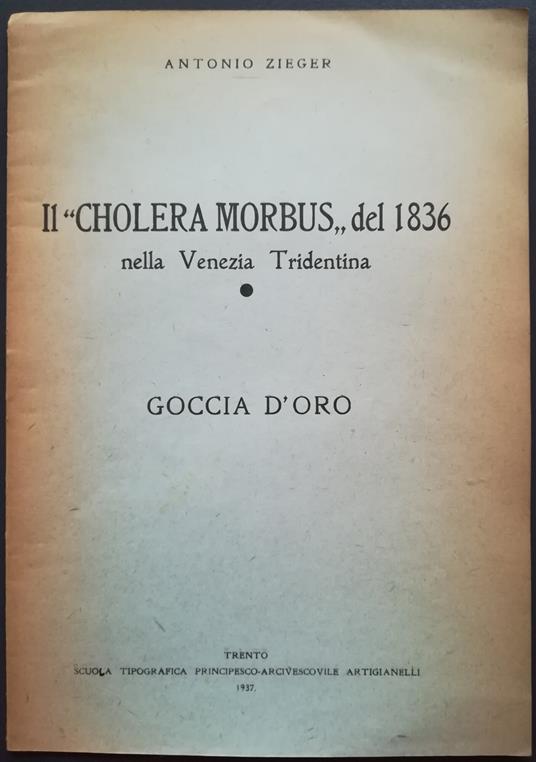 ANTONIO ZIEGER
Il “CHOLERA MORBUS„ del 1836
nella Venezia Tridentina
GOCCIA D'ORO
TRENTO
SCUOLA TIPOGRAFICA PRINCIPESCO-ARCIVESCOVILE ARTIGIANELLI
1937.